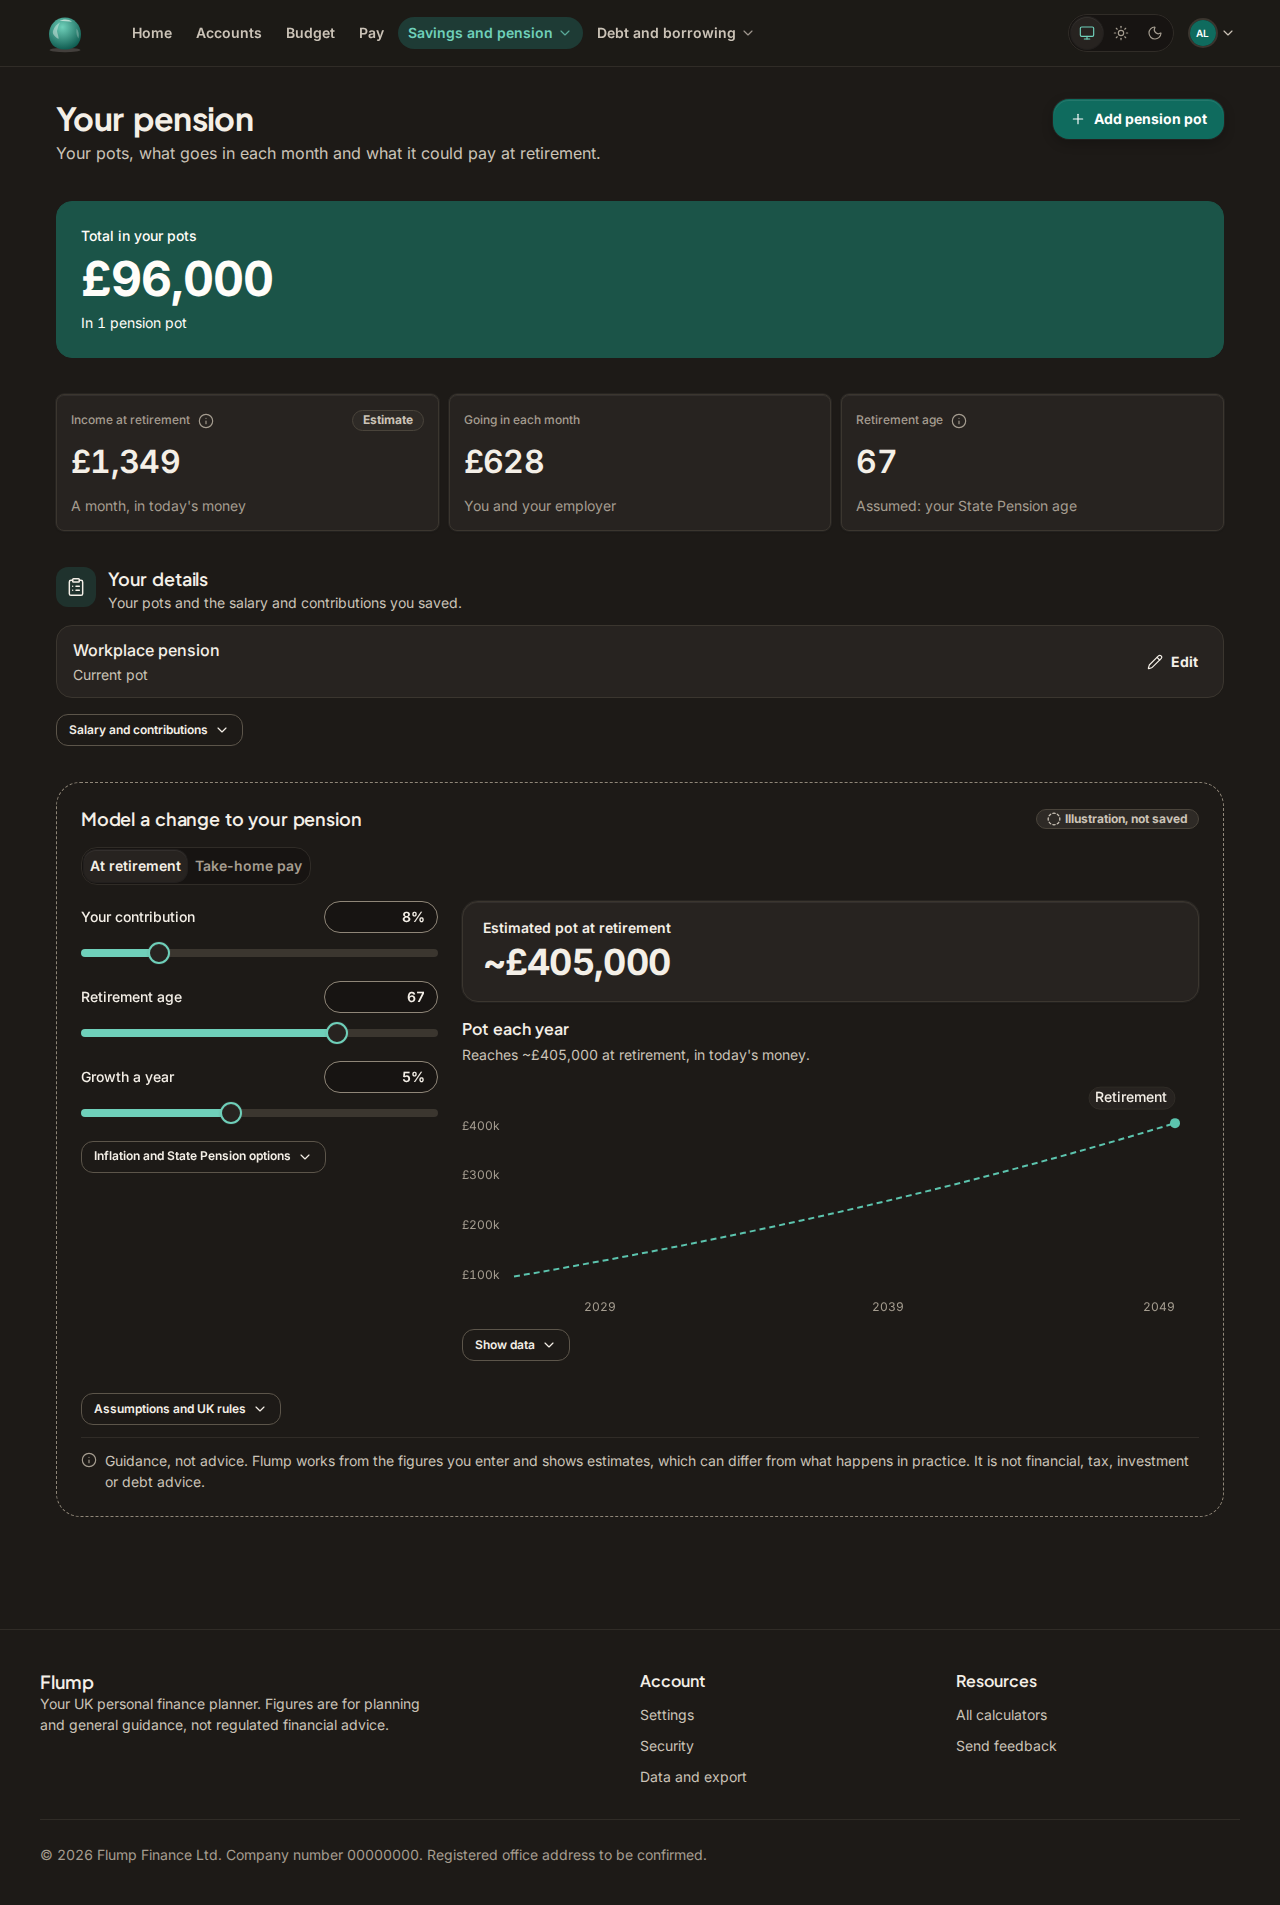 Home
Accounts
Budget
Pay
Savings and pension
Debt and borrowing
AL
Your pension
Add pension pot
Your pots, what goes in each month and what it could pay at retirement.
Total in your pots
£96,000
In 1 pension pot
Income at retirement
Estimate
£1,349
A month, in today's money
Going in each month
£628
You and your employer
Retirement age
67
Assumed: your State Pension age
Your details
Your pots and the salary and contributions you saved.
Workplace pension
Current pot
Edit
Salary and contributions
Model a change to your pension
Illustration, not saved
At retirement
Take-home pay
Your contribution
8%
Retirement age
67
Growth a year
5%
Inflation and State Pension options
Estimated pot at retirement
~£405,000
Pot each year
Reaches ~£405,000 at retirement, in today's money.
Retirement
£400k
£300k
£200k
£100k
2029
2039
2049
Show data
Assumptions and UK rules
Guidance, not advice. Flump works from the figures you enter and shows estimates, which can differ from what happens in practice. It is not financial, tax, investment
or debt advice.
Flump
Your UK personal finance planner. Figures are for planning
and general guidance, not regulated financial advice.
Account
Settings
Security
Data and export
Resources
All calculators
Send feedback
© 2026 Flump Finance Ltd. Company number 00000000. Registered office address to be confirmed.